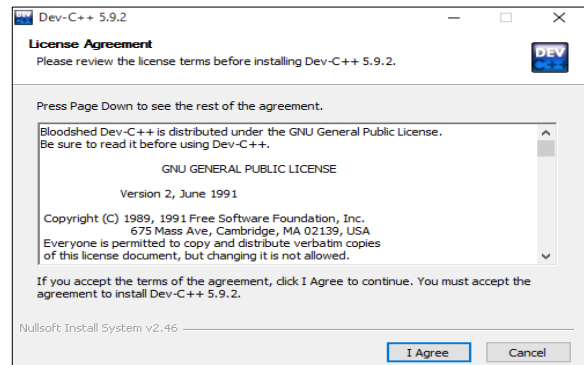 Dev-C++ 5.9.2
License Agreement
Please review the license terms before installing Dev-C++ 5.9.2.
DEV
C++
Press Page Down to see the rest of the agreement.
Bloodshed Dev-C++ is distributed under the GNU General Public License.
Be sure to read it before using Dev-C++.
GNU GENERAL PUBLIC LICENSE
Version 2, June 1991
Copyright (C) 1989, 1991 Free Software Foundation, Inc.
675 Mass Ave, Cambridge, MA 02139, USA
Everyone is permitted to copy and distribute verbatim copies
of this license document, but changing it is not allowed.
If you accept the terms of the agreement, click I Agree to continue. You must accept the
agreement to install Dev-C++ 5.9.2.
Nullsoft Install System v2.46
I Agree
Cancel